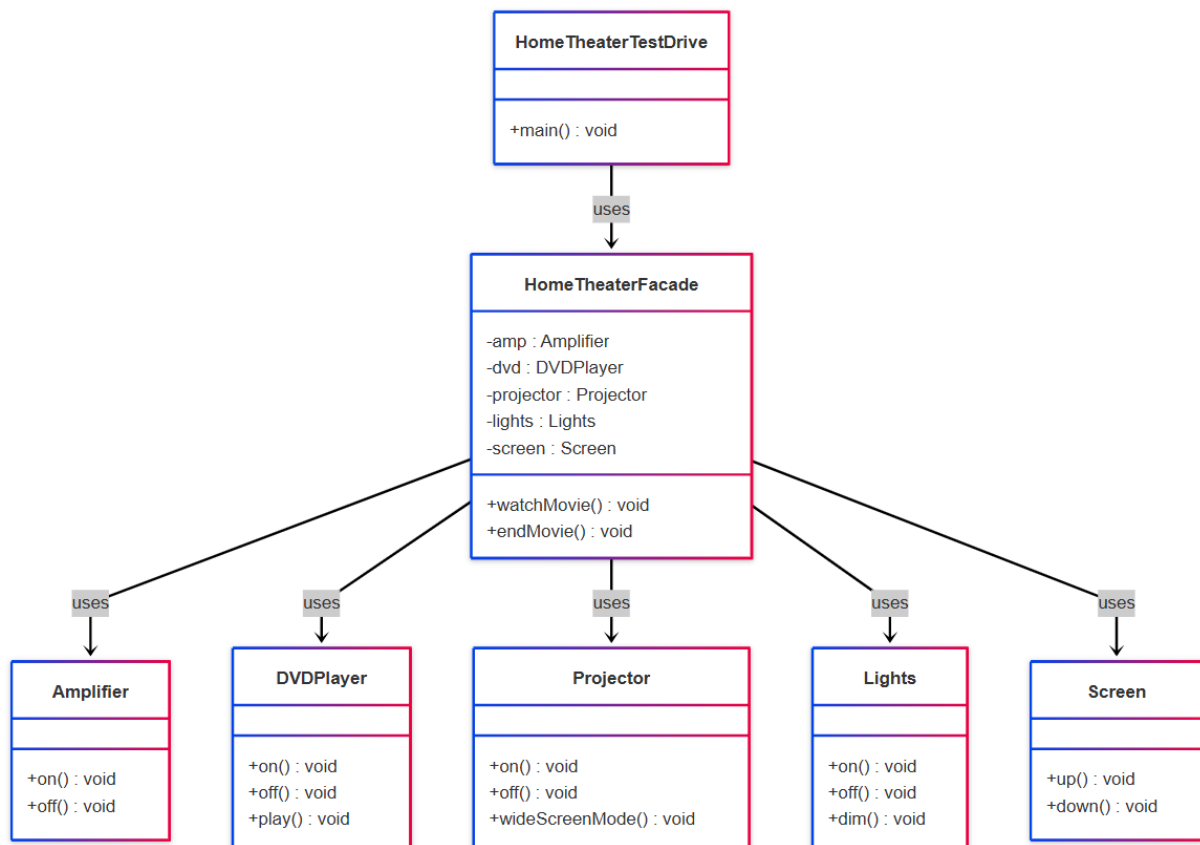 HomeTheaterTestDrive
+main() : void
uses
HomeTheaterFacade
-amp : Amplifier
-dvd : DVDPlayer
-projector : Projector
-lights : Lights
-screen : Screen
+watchMovie() : void
+endMovie() : void
uses
uses
uses
uses
uses
Amplifier
+on() : void
+off() : void
DVDPlayer
+on() : void
+off() : void
+play() : void
Projector
+on() : void
+off() : void
+wideScreenMode() : void
Lights
+on() : void
+off() : void
+dim() : void
Screen
+up() : void
+down() : void